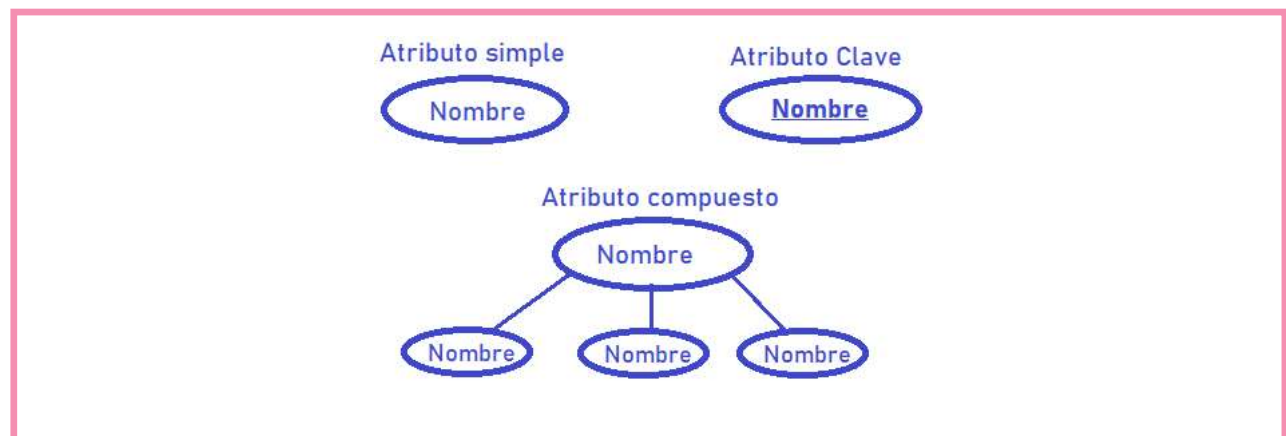 Atributo simple
Atributo Clave
Nombre
Nombre
Atributo compuesto
Nombre
Nombre
Nombre
Nombre